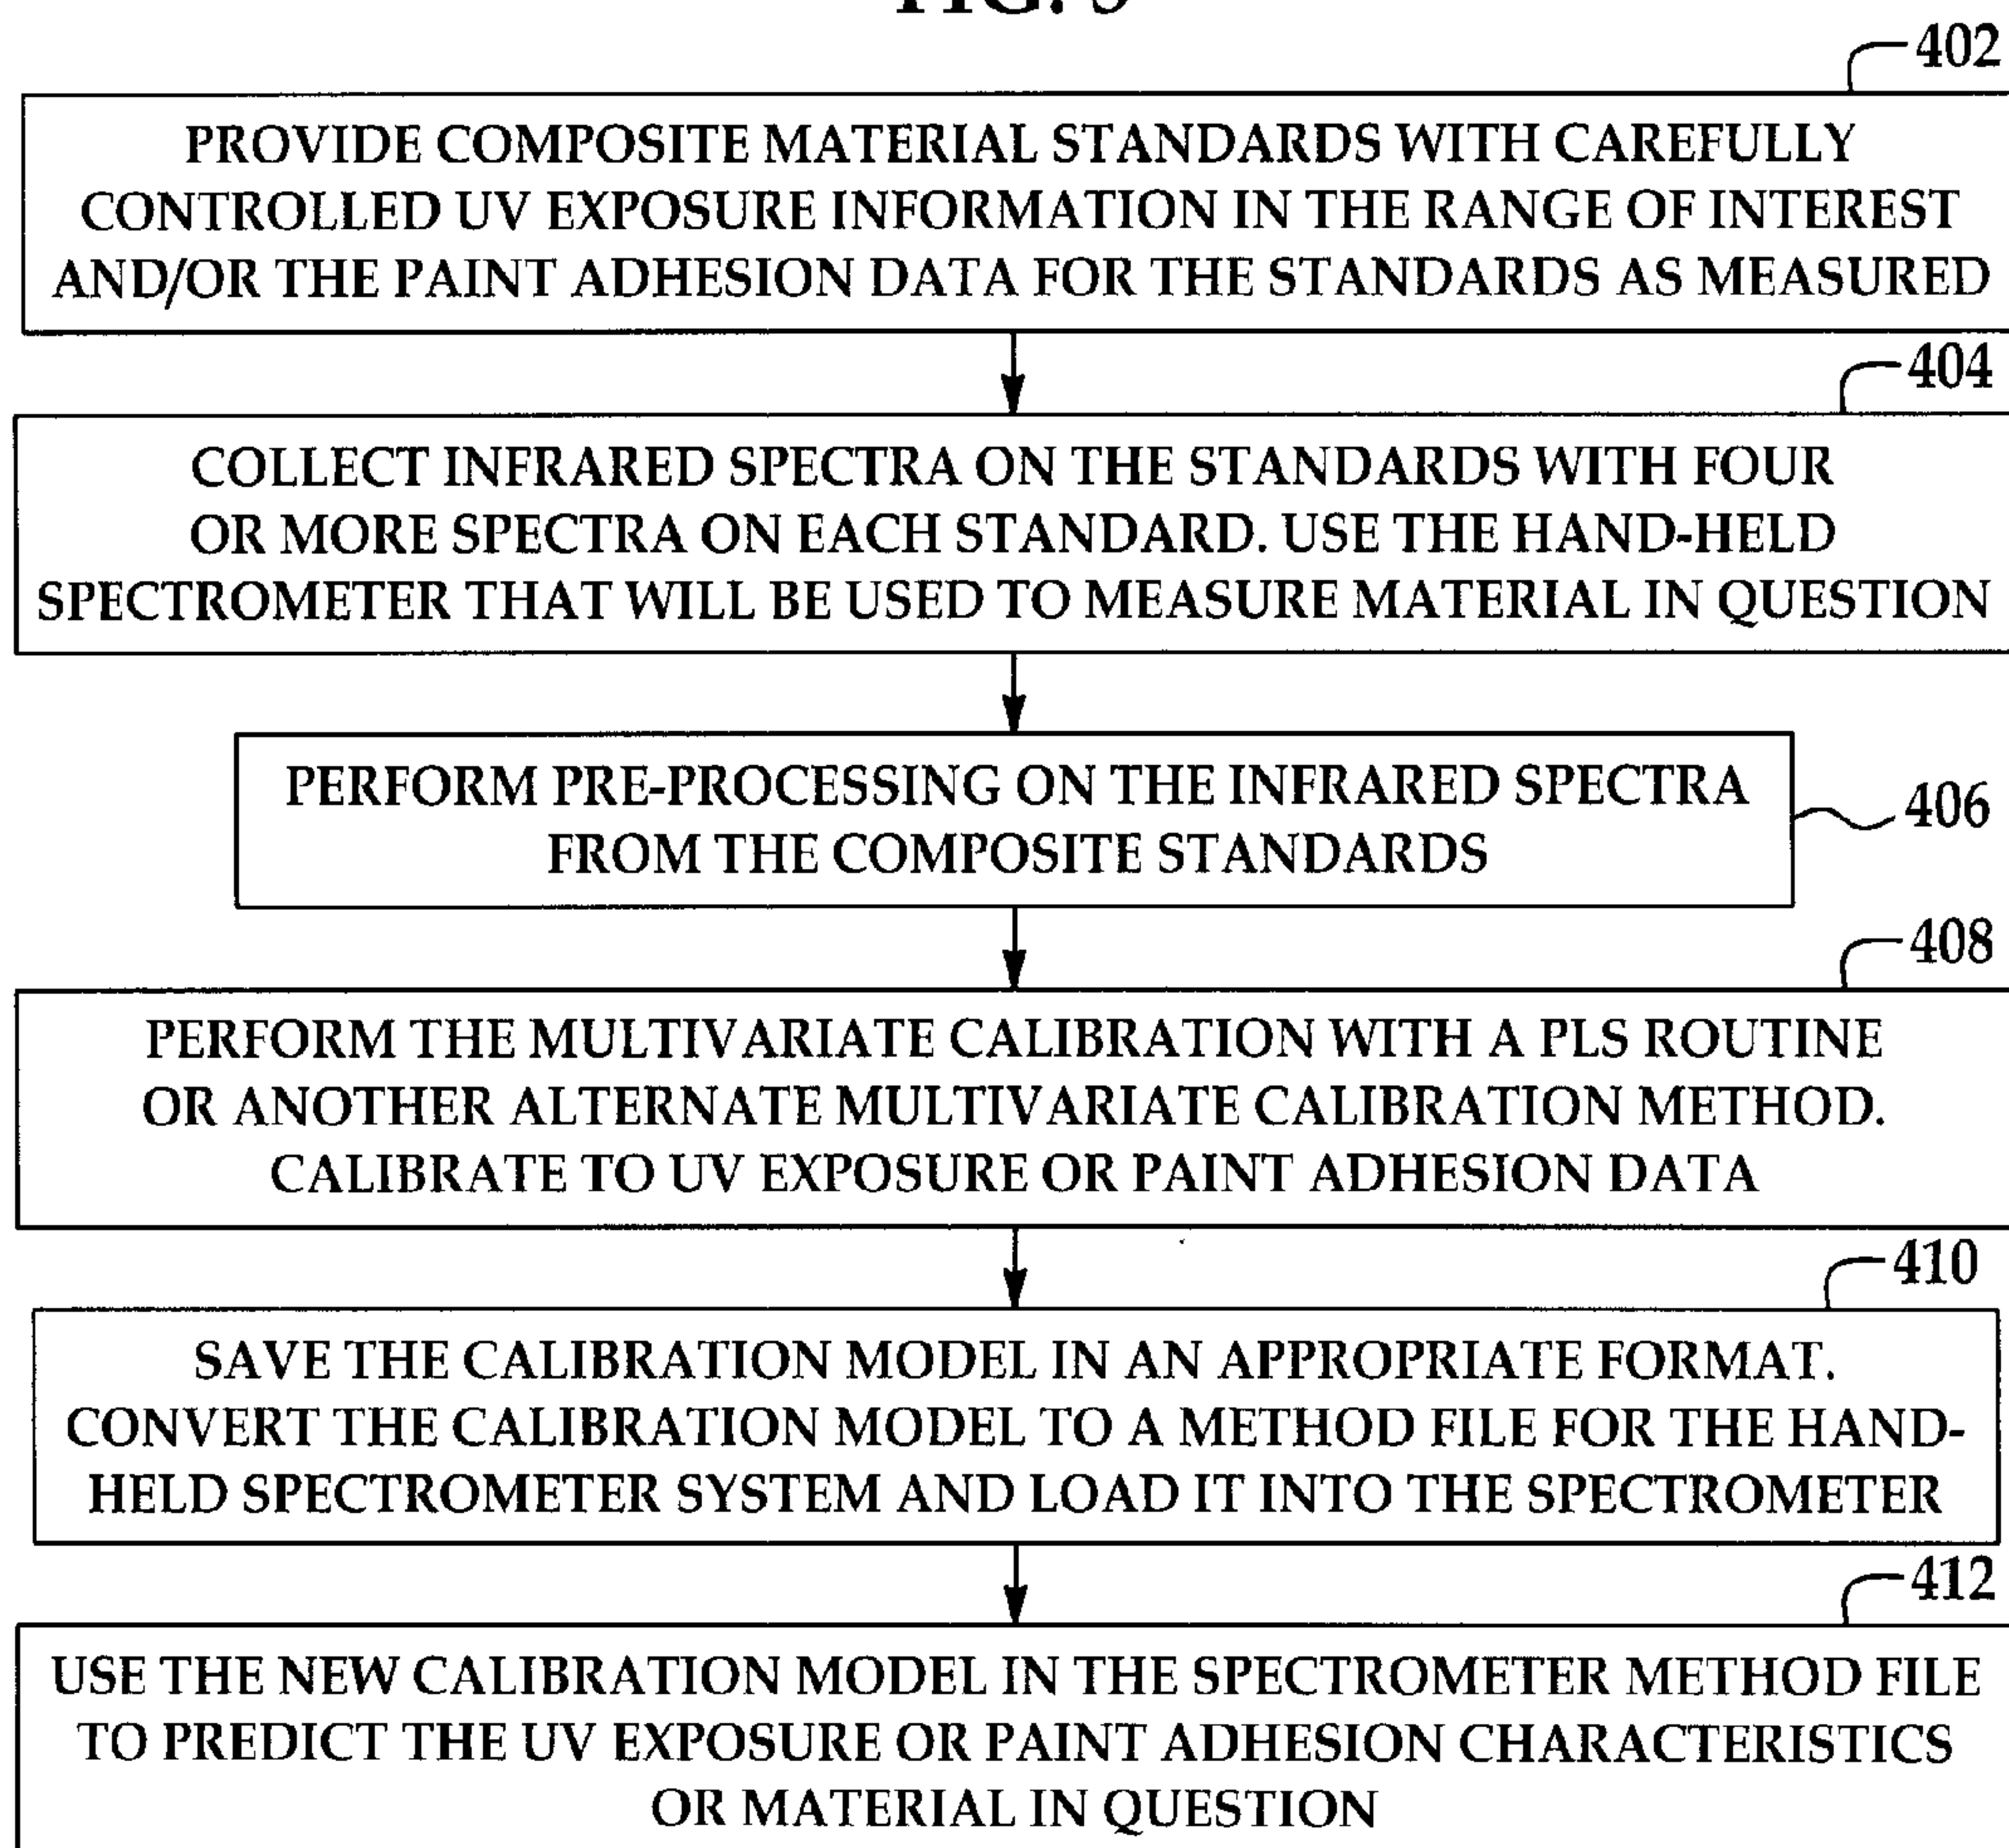 402
PROVIDE COMPOSITE MATERIAL STANDARDS WITH CAREFULLY
CONTROLLED UV EXPOSURE INFORMATION IN THE RANGE OF INTEREST
AND/OR THE PAINT ADHESION DATA FOR THE STANDARDS AS MEASURED
404
COLLECT INFRARED SPECTRA ON THE STANDARDS WITH FOUR
OR MORE SPECTRA ON EACH STANDARD. USE THE HAND-HELD
SPECTROMETER THAT WILL BE USED TO MEASURE MATERIAL IN QUESTION
PERFORM PRE-PROCESSING ON THE INFRARED SPECTRA
FROM THE COMPOSITE STANDARDS
406
408
PERFORM THE MULTIVARIATE CALIBRATION WITH A PLS ROUTINE
OR ANOTHER ALTERNATE MULTIVARIATE CALIBRATION METHOD.
CALIBRATE TO UV EXPOSURE OR PAINT ADHESION DATA
410
SAVE THE CALIBRATION MODEL IN AN APPROPRIATE FORMAT.
CONVERT THE CALIBRATION MODEL TO A METHOD FILE FOR THE HAND-
HELD SPECTROMETER SYSTEM AND LOAD IT INTO THE SPECTROMETER
412
USE THE NEW CALIBRATION MODEL IN THE SPECTROMETER METHOD FILE
TO PREDICT THE UV EXPOSURE OR PAINT ADHESION CHARACTERISTICS
OR MATERIAL IN QUESTION